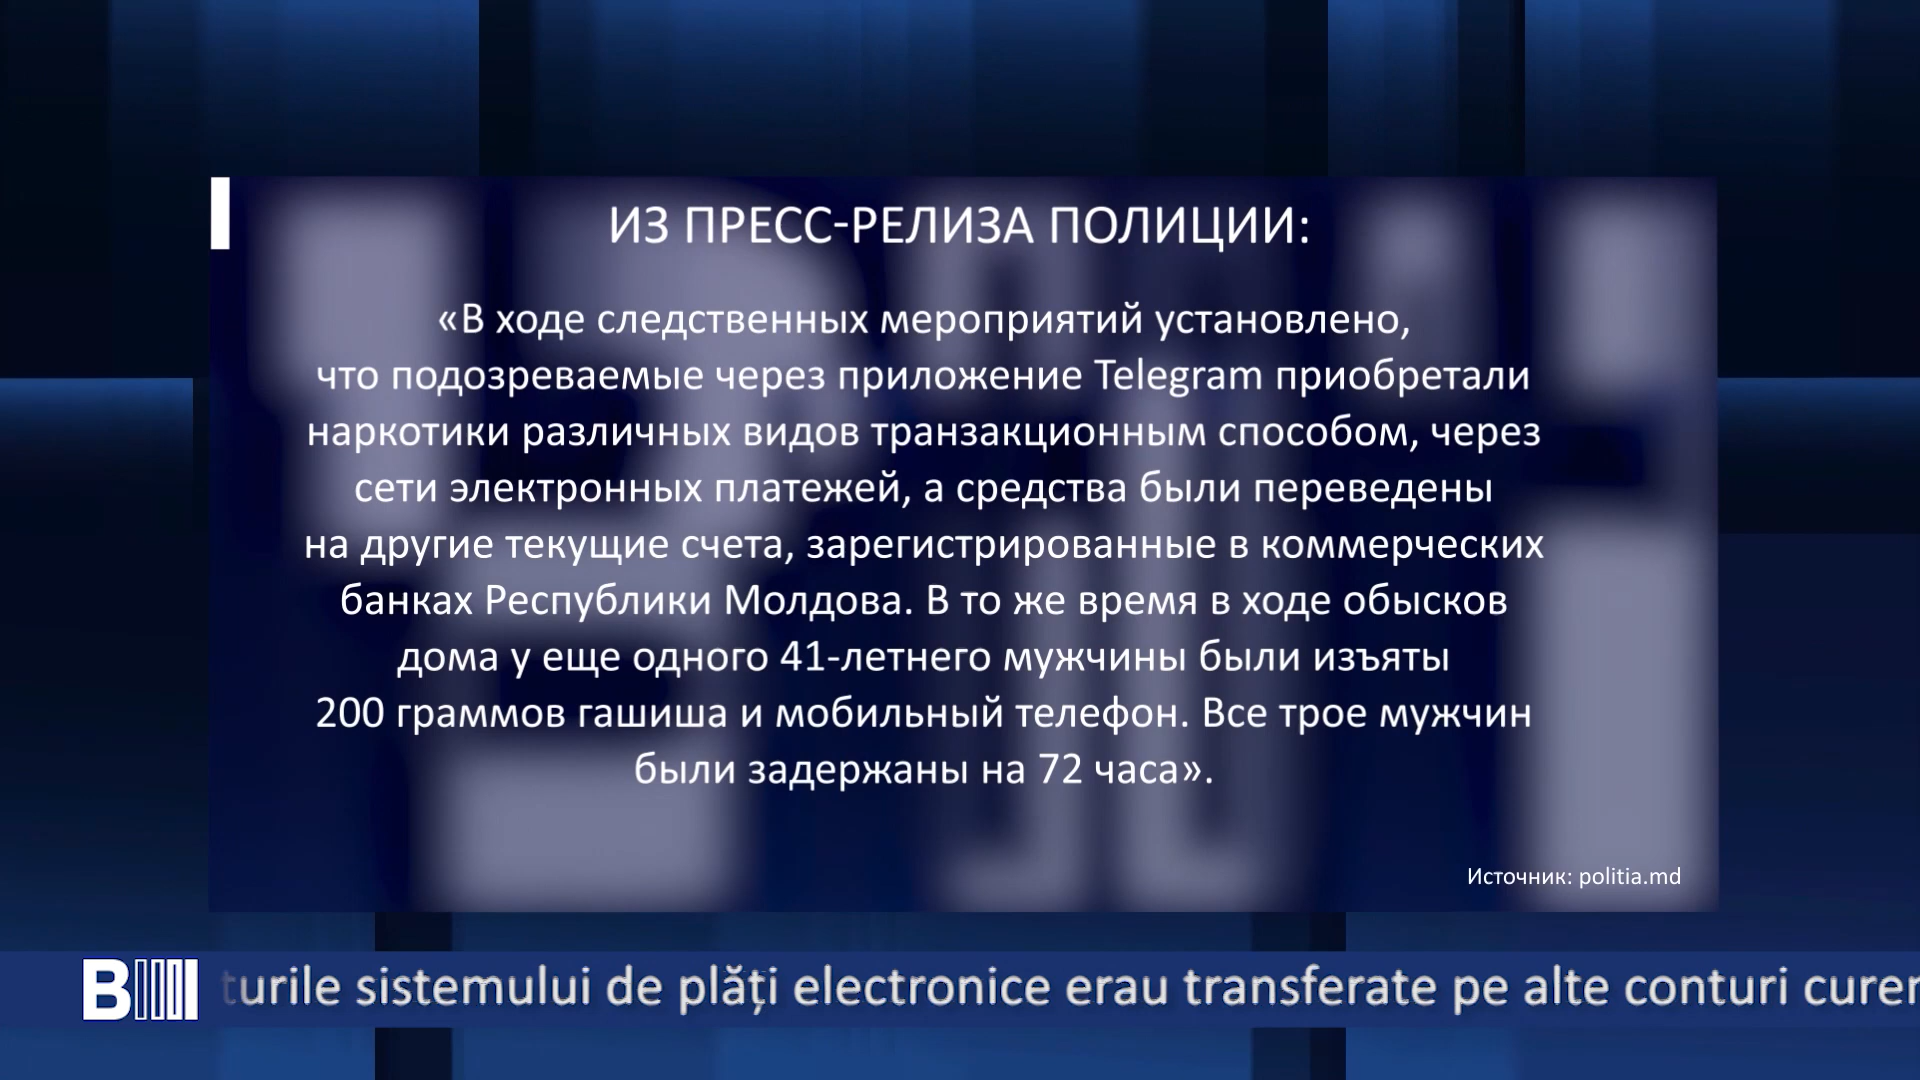 ИЗ ПРЕСС-РЕЛИЗА ПОЛИЦИИ:
«В ходе следственных мероприятий установлено,
что подозреваемые через приложение Telegram приобретали
наркотики различных видов транзакционным способом, через
сети электронных платежей, а средства были переведены
на другие текущие счета, зарегистрированные в коммерческих
банках Республики Молдова. В то же время в ходе обысков
дома у еще одного 41-летнего мужчины были изъяты
200 граммов гашиша и мобильный телефон. Все трое мужчин
были задержаны на 72 часа».
Источник: politia.md
sistemului de plăți electronice erau transferate pe alte conturi